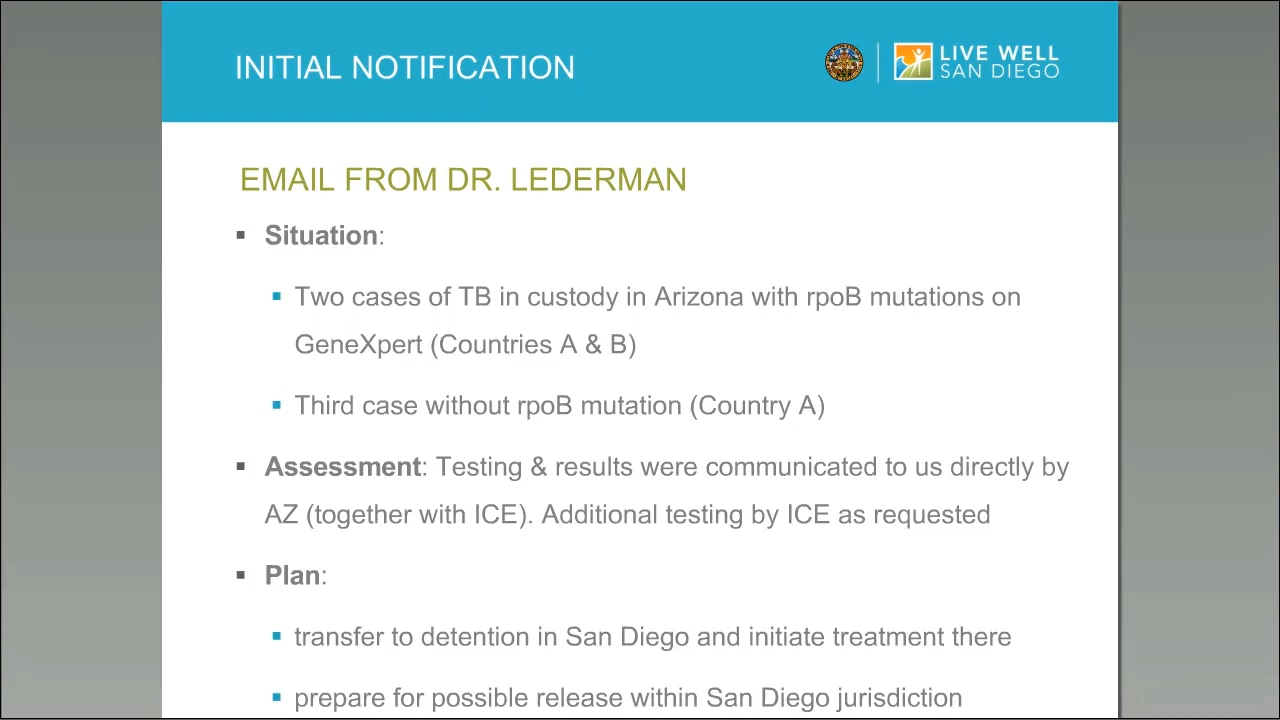 INITIAL NOTIFICATION
LIVE WELL
SAN DIEGO
EMAIL FROM DR. LEDERMAN
▪ Situation:
▪ Two cases of TB in custody in Arizona with rpoB mutations on
GeneXpert (Countries A & B)
▪ Third case without rpoB mutation (Country A)
▪ Assessment: Testing & results were communicated to us directly by
AZ (together with ICE). Additional testing by ICE as requested
▪ Plan:
▪ transfer to detention in San Diego and initiate treatment there
▪ prepare for possible release within San Diego jurisdiction